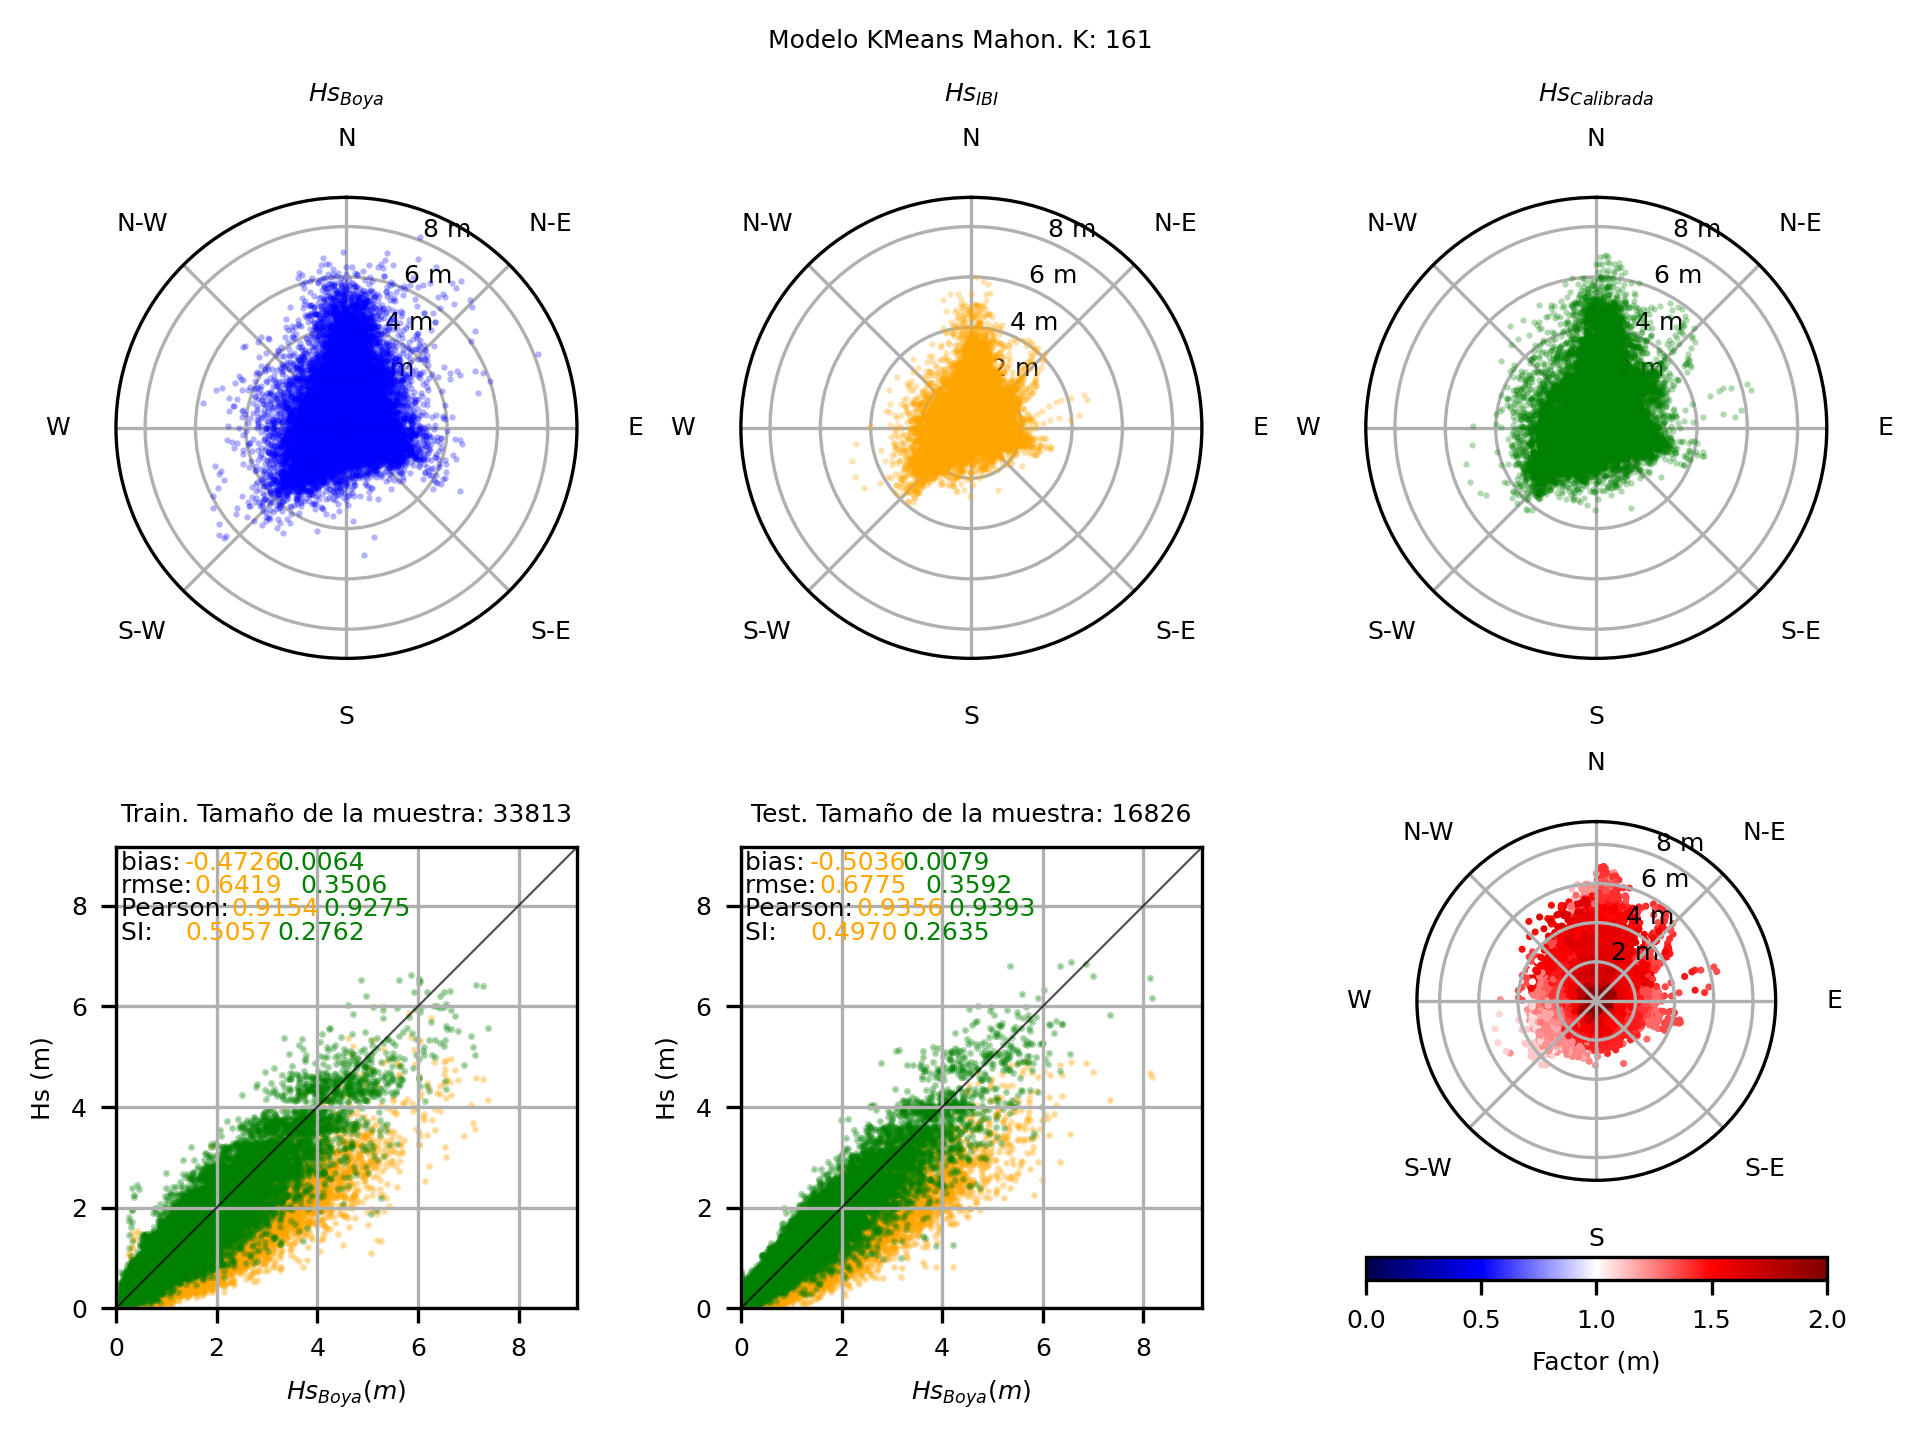 Modelo KMeans Mahon. K: 161
Hs_Boya
Hs_IBI
Hs_Calibrada
N
N-W
N-E
8 m
6 m
4 m
m
W
E
S-W
S-E
S
N
N-W
N-E
8 m
6 m
4 m
2 m
W
E
S-W
S-E
S
N
N-W
N-E
8 m
6 m
4 m
m
W
E
S-W
S-E
S
Train. Tamaño de la muestra: 33813
bias: -0.4726 0.0064
rmse: 0.6419 0.3506
Pearson: 0.9154 0.9275
SI: 0.5057 0.2762
Hs (m)
8
6
4
2
0
0 2 4 6 8
Hs_Boya(m)
Test. Tamaño de la muestra: 16826
bias: -0.5036 0.0079
rmse: 0.6775 0.3592
Pearson: 0.9356 0.9393
SI: 0.4970 0.2635
Hs (m)
8
6
4
2
0
0 2 4 6 8
Hs_Boya(m)
N
N-W
N-E
8 m
6 m
4 m
2 m
W
E
S-W
S-E
S
0.0 0.5 1.0 1.5 2.0
Factor (m)